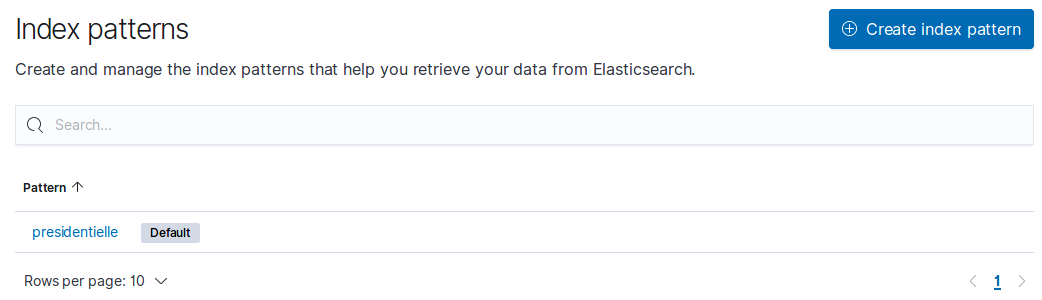 Index patterns
Create index pattern
Create and manage the index patterns that help you retrieve your data from Elasticsearch.
Search...
Pattern
presidentielle Default
Rows per page: 10
1